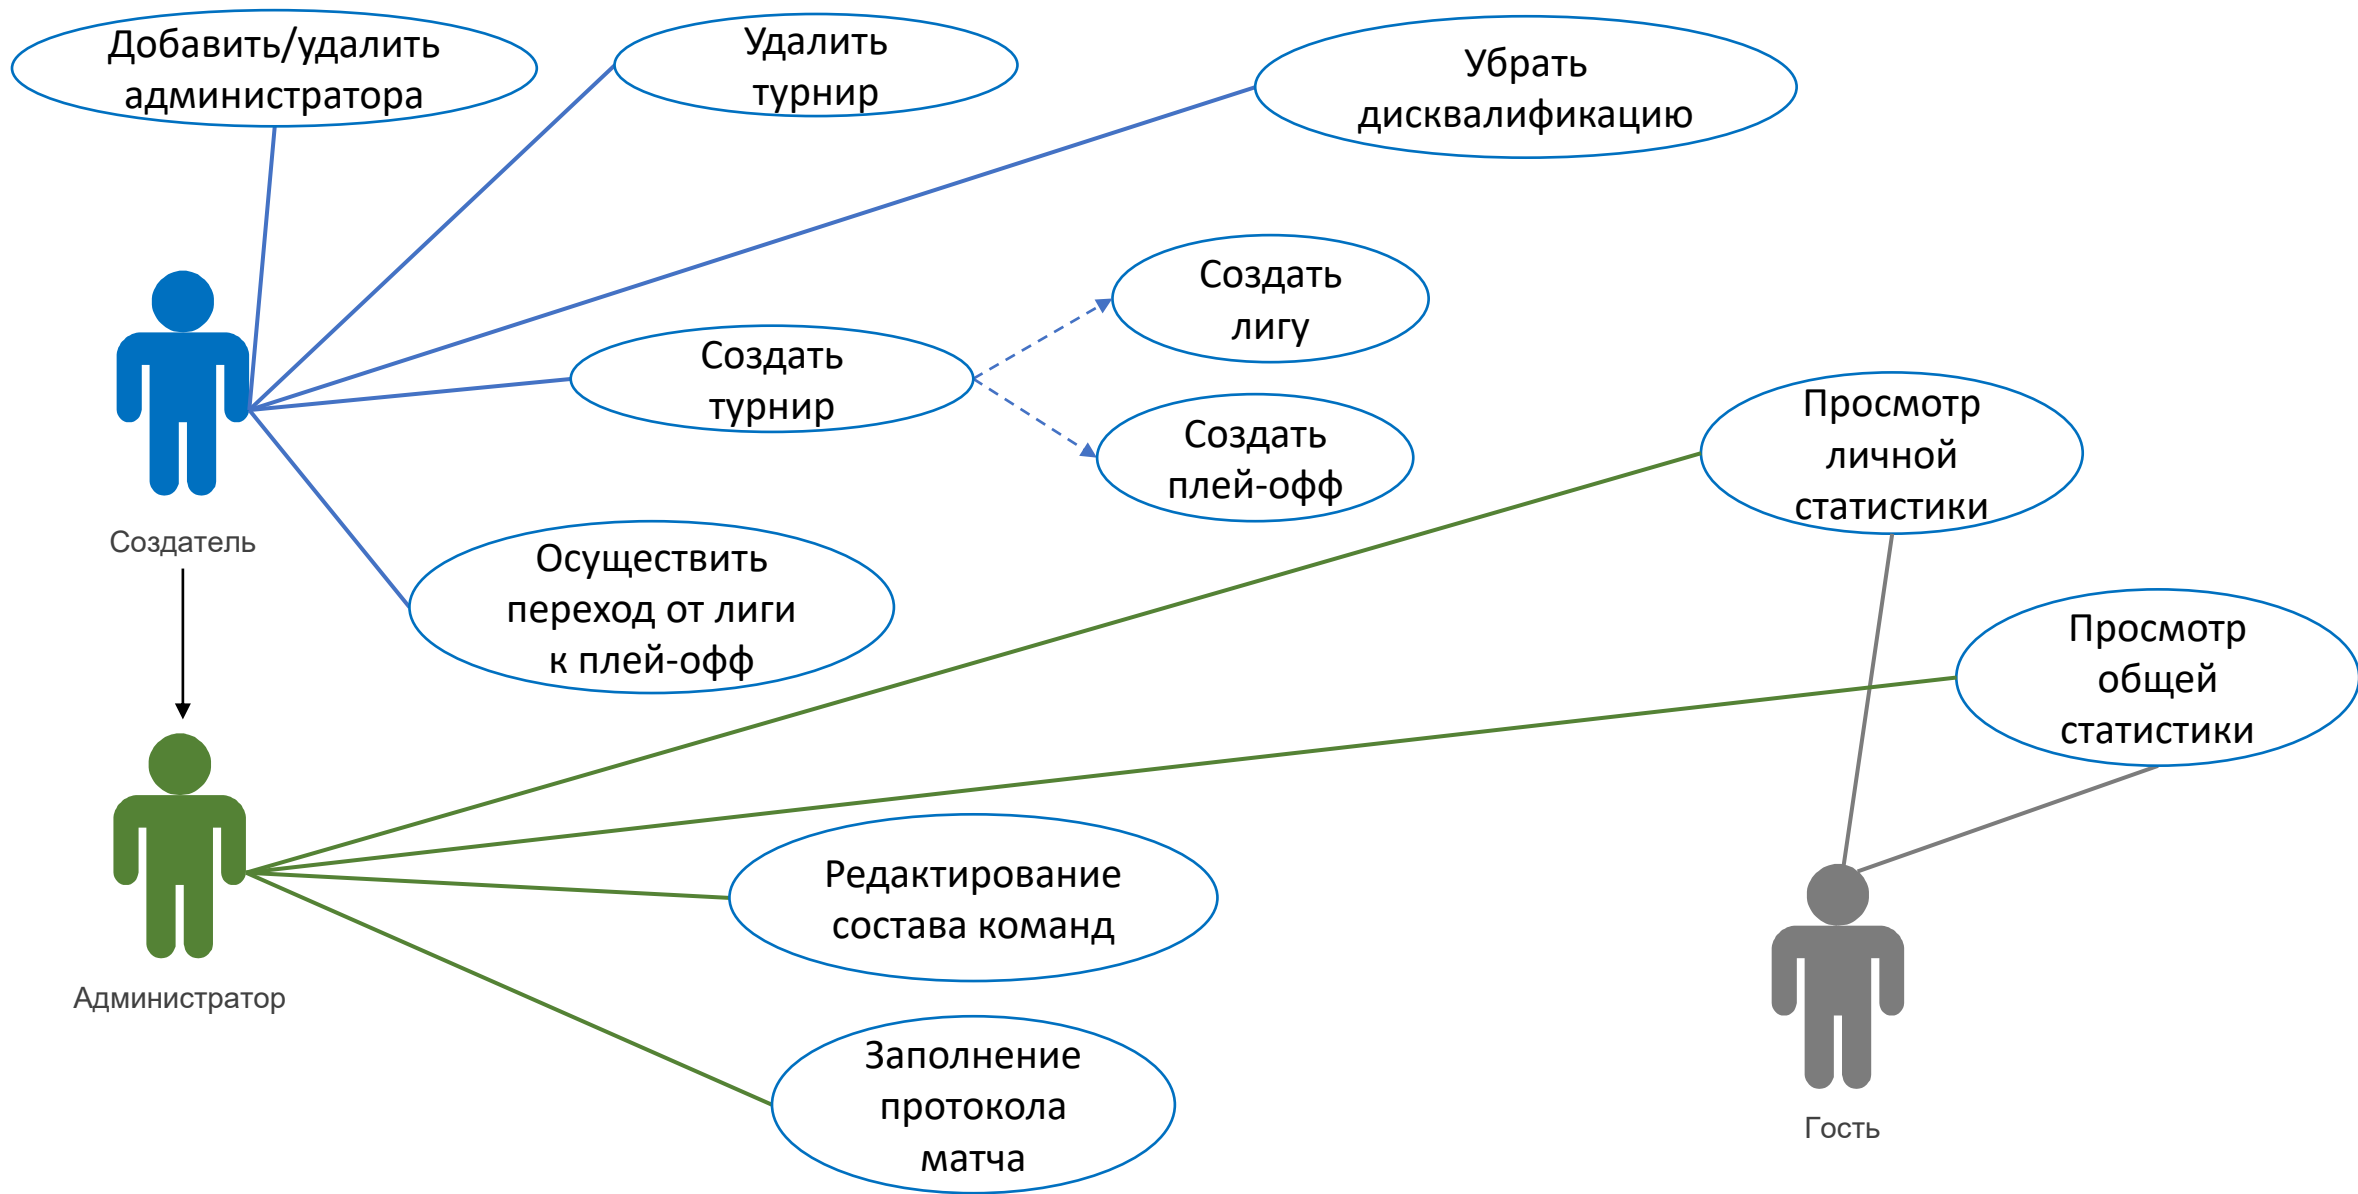 Добавить/удалить
администратора
Удалить
турнир
Убрать
дисквалификацию
Создать
лигу
Создать
турнир
Создать
плей-офф
Просмотр
личной
статистики
Создатель
Осуществить
переход от лиги
к плей-офф
Просмотр
общей
статистики
Редактирование
состава команд
Администратор
Заполнение
протокола
матча
Гость